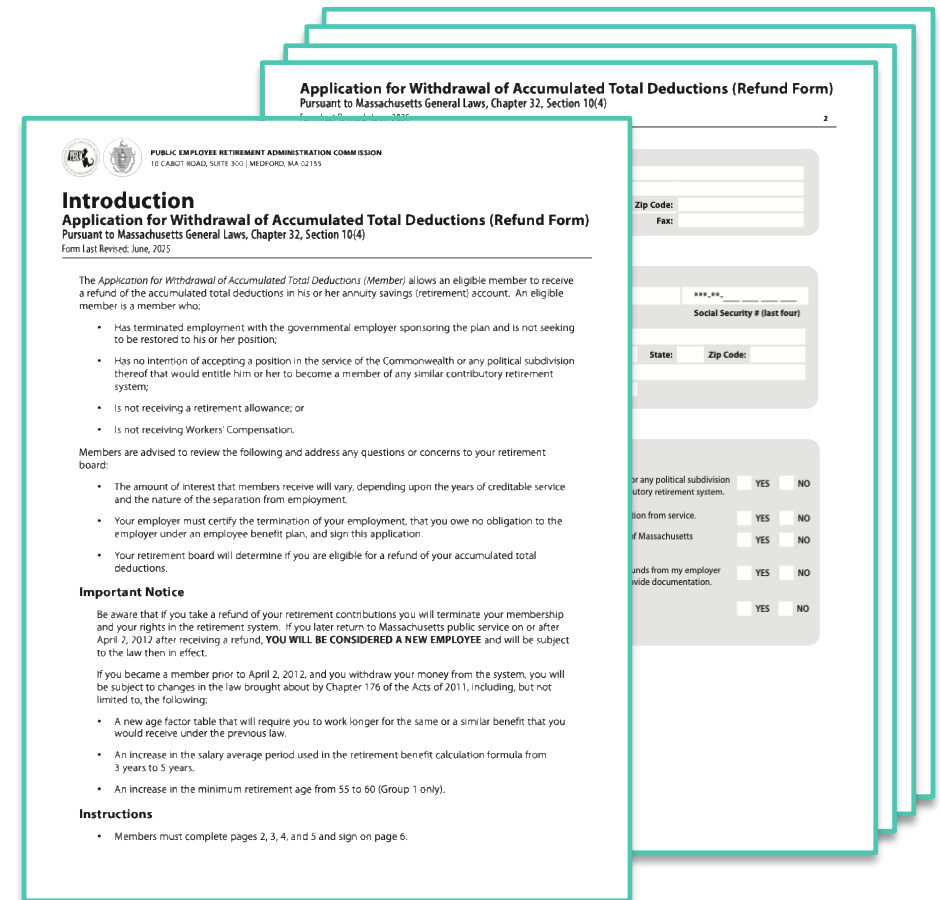 Application for Withdrawal of Accumulated Total Deductions (Refund Form)
Pursuant to Massachusetts General Laws, Chapter 32, Section 10(4)
2
Zip Code:
Fax:
***-**-___ ___ ___ ___
Social Security # (last four)
State: Zip Code:
or any political subdivision
utory retirement system. YES NO
tion from service. YES NO
of Massachusetts YES NO
unds from my employer
vide documentation. YES NO
YES NO
PUBLIC EMPLOYEE RETIREMENT ADMINISTRATION COMMISSION
10 CABOT ROAD, SUITE 300 | MEDFORD, MA 02155
Introduction
Application for Withdrawal of Accumulated Total Deductions (Refund Form)
Pursuant to Massachusetts General Laws, Chapter 32, Section 10(4)
Form Last Revised: June, 2025
The Application for Withdrawal of Accumulated Total Deductions (Member) allows an eligible member to receive
a refund of the accumulated total deductions in his or her annuity savings (retirement) account. An eligible
member is a member who:
• Has terminated employment with the governmental employer sponsoring the plan and is not seeking
to be restored to his or her position;
• Has no intention of accepting a position in the service of the Commonwealth or any political subdivision
thereof that would entitle him or her to become a member of any similar contributory retirement
system;
• Is not receiving a retirement allowance; or
• Is not receiving Workers' Compensation.
Members are advised to review the following and address any questions or concerns to your retirement
board:
• The amount of interest that members receive will vary, depending upon the years of creditable service
and the nature of the separation from employment.
• Your employer must certify the termination of your employment, that you owe no obligation to the
employer under an employee benefit plan, and sign this application.
• Your retirement board will determine if you are eligible for a refund of your accumulated total
deductions.
Important Notice
Be aware that if you take a refund of your retirement contributions you will terminate your membership
and your rights in the retirement system. If you later return to Massachusetts public service on or after
April 2, 2012 after receiving a refund, YOU WILL BE CONSIDERED A NEW EMPLOYEE and will be subject
to the law then in effect.
If you became a member prior to April 2, 2012, and you withdraw your money from the system, you will
be subject to changes in the law brought about by Chapter 176 of the Acts of 2011, including, but not
limited to, the following:
• A new age factor table that will require you to work longer for the same or a similar benefit that you
would receive under the previous law.
• An increase in the salary average period used in the retirement benefit calculation formula from
3 years to 5 years.
• An increase in the minimum retirement age from 55 to 60 (Group 1 only).
Instructions
• Members must complete pages 2, 3, 4, and 5 and sign on page 6.